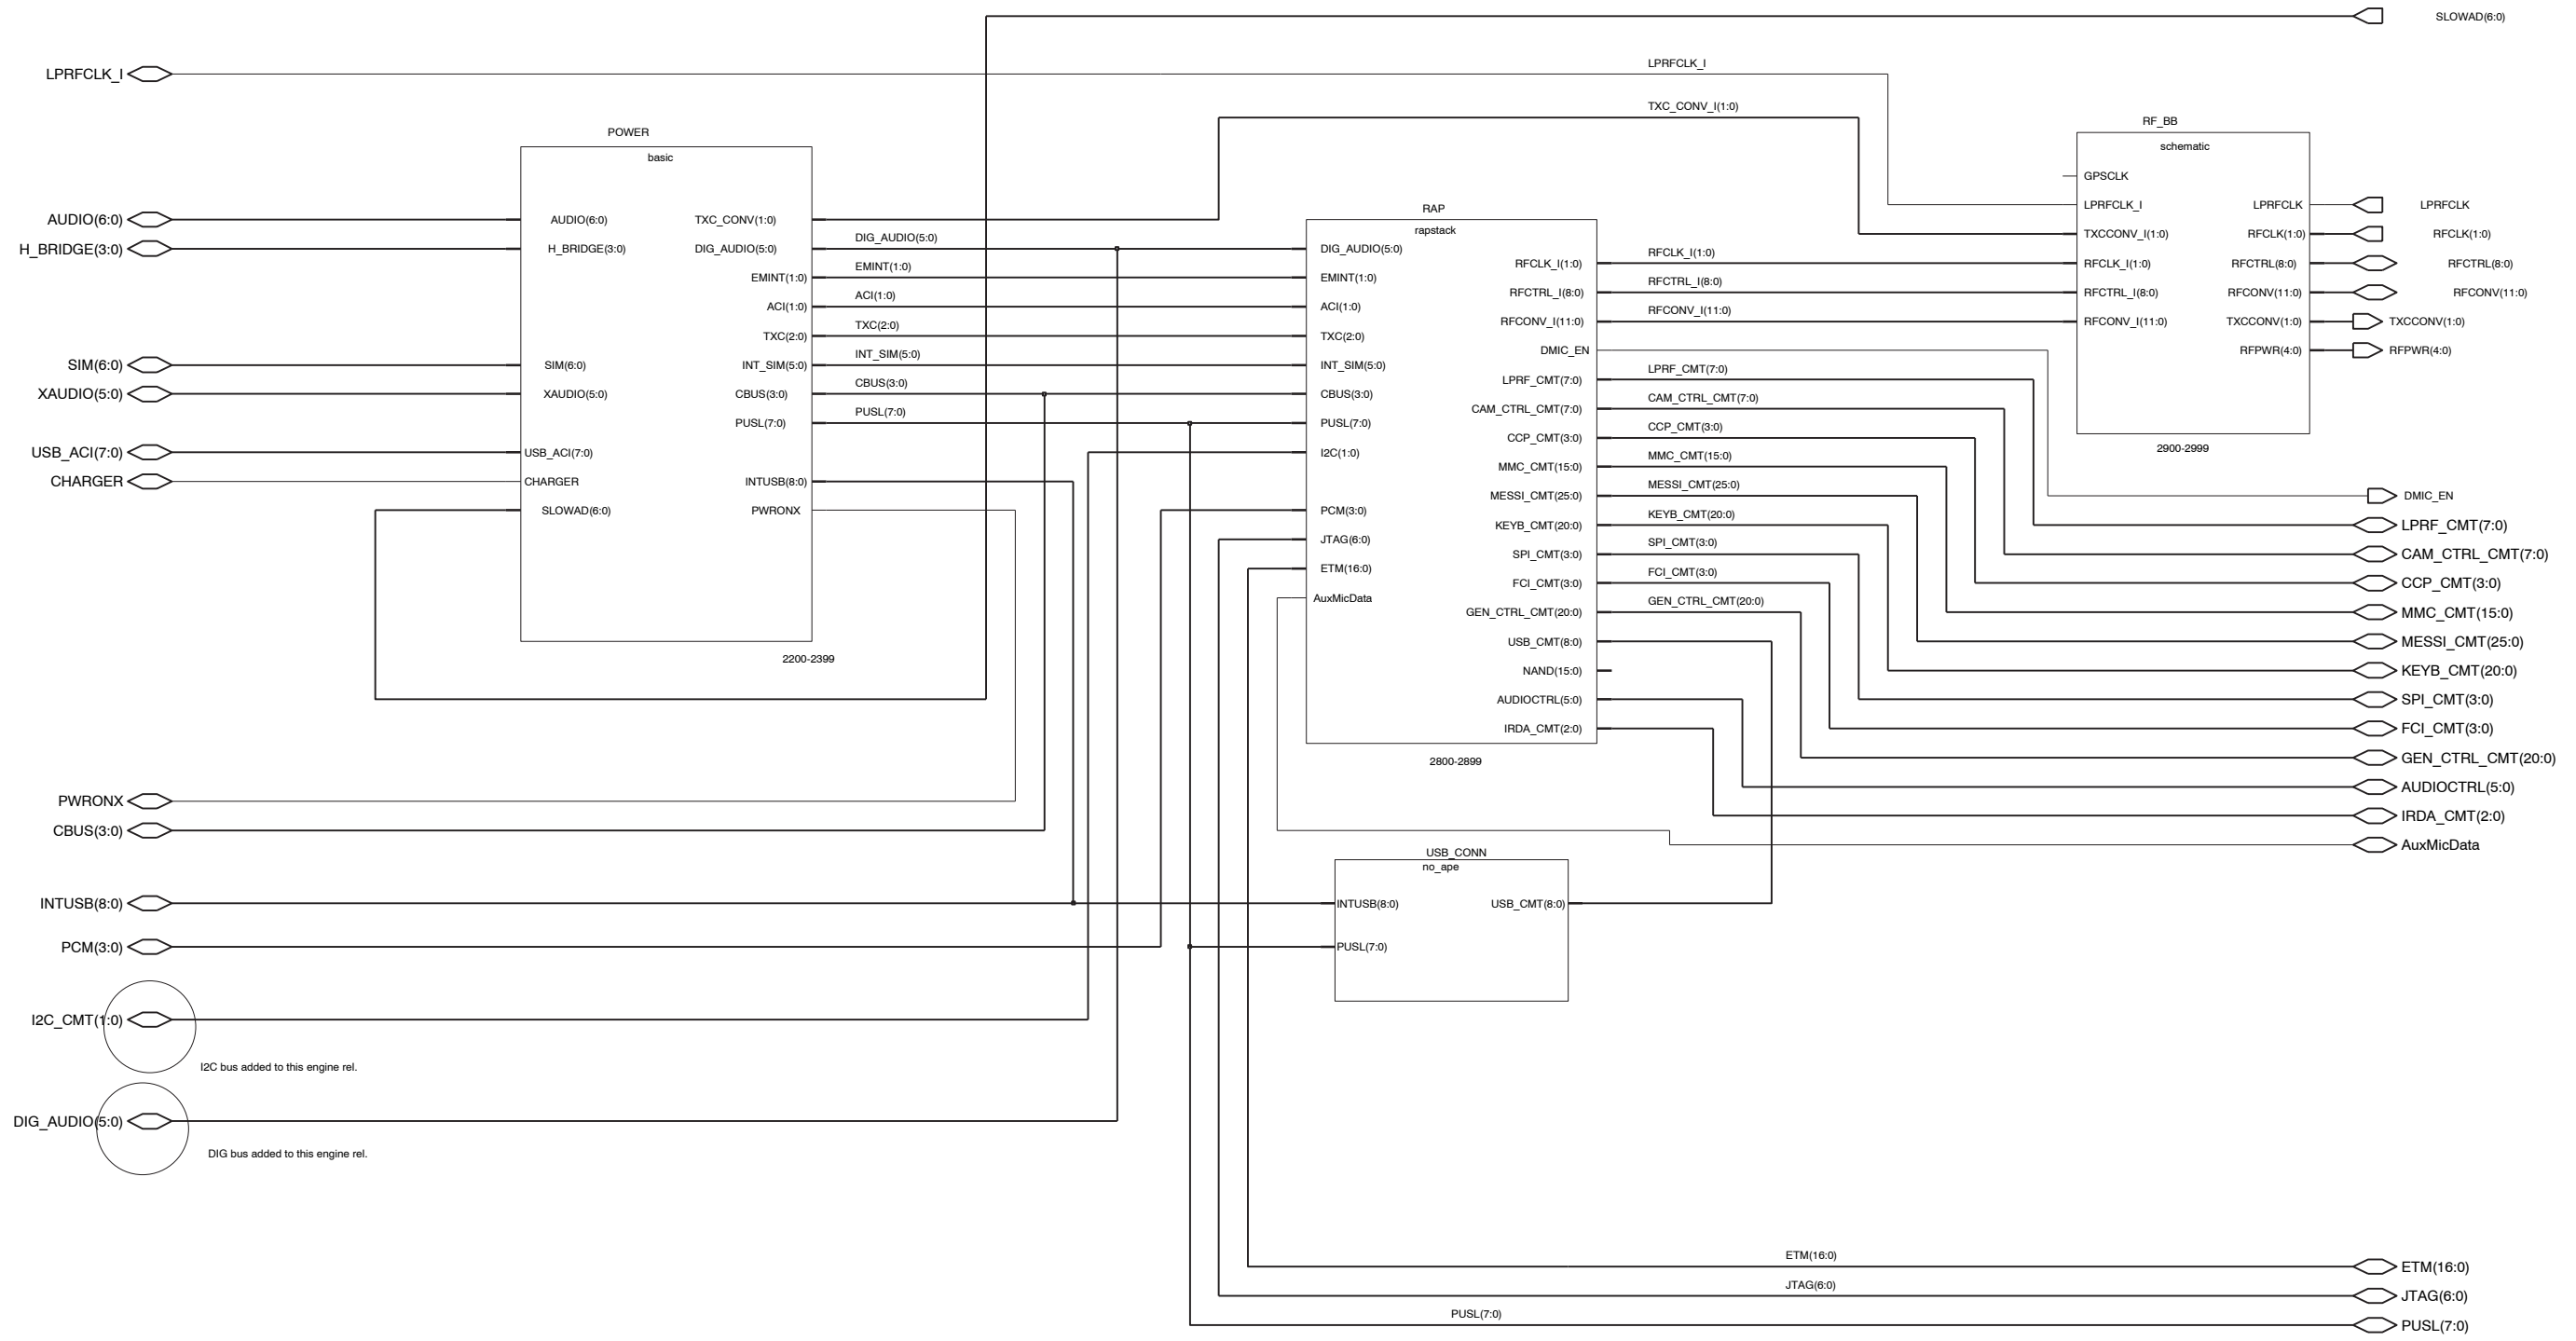 SLOWAD(6:0)
LPRFCLK_I
LPRFCLK_I
TXC_CONV_I(1:0)
POWER
basic
AUDIO(6:0)
H_BRIDGE(3:0)
SIM(6:0)
XAUDIO(5:0)
USB_ACI(7:0)
CHARGER
AUDIO(6:0)
H_BRIDGE(3:0)
SIM(6:0)
XAUDIO(5:0)
USB_ACI(7:0)
CHARGER
SLOWAD(6:0)
TXC_CONV(1:0)
DIG_AUDIO(5:0)
EMINT(1:0)
ACI(1:0)
TXC(2:0)
INT_SIM(5:0)
CBUS(3:0)
PUSL(7:0)
INTUSB(8:0)
PWRONX
2200-2399
DIG_AUDIO(5:0)
EMINT(1:0)
ACI(1:0)
TXC(2:0)
INT_SIM(5:0)
CBUS(3:0)
PUSL(7:0)
RAP
rapstack
DIG_AUDIO(5:0)
EMINT(1:0)
ACI(1:0)
TXC(2:0)
INT_SIM(5:0)
CBUS(3:0)
PUSL(7:0)
I2C(1:0)
PCM(3:0)
JTAG(6:0)
ETM(16:0)
AuxMicData
RFCLK_I(1:0)
RFCTRL_I(8:0)
RFCONV_I(11:0)
DMIC_EN
LPRF_CMT(7:0)
CAM_CTRL_CMT(7:0)
CCP_CMT(3:0)
MMC_CMT(15:0)
MESSI_CMT(25:0)
KEYB_CMT(20:0)
SPI_CMT(3:0)
FCI_CMT(3:0)
GEN_CTRL_CMT(20:0)
USB_CMT(8:0)
NAND(15:0)
AUDIOCTRL(5:0)
IRDA_CMT(2:0)
2800-2899
RFCLK_I(1:0)
RFCTRL_I(8:0)
RFCONV_I(11:0)
LPRF_CMT(7:0)
CAM_CTRL_CMT(7:0)
CCP_CMT(3:0)
MMC_CMT(15:0)
MESSI_CMT(25:0)
KEYB_CMT(20:0)
SPI_CMT(3:0)
FCI_CMT(3:0)
GEN_CTRL_CMT(20:0)
RF_BB
schematic
GPSCLK
LPRFCLK_I
TXCCONV_I(1:0)
RFCLK_I(1:0)
RFCTRL_I(8:0)
RFCONV_I(11:0)
LPRFCLK
RFCLK(1:0)
RFCTRL(8:0)
RFCONV(11:0)
TXCCONV(1:0)
RFPWR(4:0)
2900-2999
LPRFCLK
RFCLK(1:0)
RFCTRL(8:0)
RFCONV(11:0)
TXCCONV(1:0)
RFPWR(4:0)
DMIC_EN
LPRF_CMT(7:0)
CAM_CTRL_CMT(7:0)
CCP_CMT(3:0)
MMC_CMT(15:0)
MESSI_CMT(25:0)
KEYB_CMT(20:0)
SPI_CMT(3:0)
FCI_CMT(3:0)
GEN_CTRL_CMT(20:0)
AUDIOCTRL(5:0)
IRDA_CMT(2:0)
AuxMicData
PWRONX
CBUS(3:0)
INTUSB(8:0)
PCM(3:0)
I2C_CMT(1:0)
I2C bus added to this engine rel.
DIG_AUDIO(5:0)
DIG bus added to this engine rel.
USB_CONN
no_ape
INTUSB(8:0)
USB_CMT(8:0)
PUSL(7:0)
ETM(16:0)
ETM(16:0)
JTAG(6:0)
JTAG(6:0)
PUSL(7:0)
PUSL(7:0)